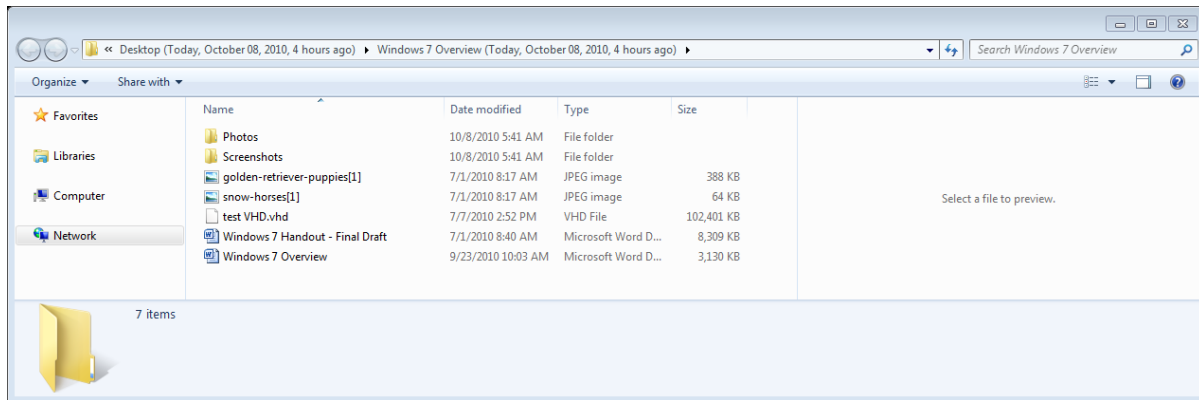 « Desktop (Today, October 08, 2010, 4 hours ago) Windows 7 Overview (Today, October 08, 2010, 4 hours ago) Search Windows 7 Overview
Organize Share with
Favorites
Libraries
Computer
Network
Name Date modified Type Size
Photos 10/8/2010 5:41 AM File folder
Screenshots 10/8/2010 5:41 AM File folder
golden-retriever-puppies[1] 7/1/2010 8:17 AM JPEG image 388 KB
snow-horses[1] 7/1/2010 8:17 AM JPEG image 64 KB
test VHD.vhd 7/7/2010 2:52 PM VHD File 102,401 KB
Windows 7 Handout - Final Draft 7/1/2010 8:40 AM Microsoft Word D... 8,309 KB
Windows 7 Overview 9/23/2010 10:03 AM Microsoft Word D... 3,130 KB
Select a file to preview.
7 items